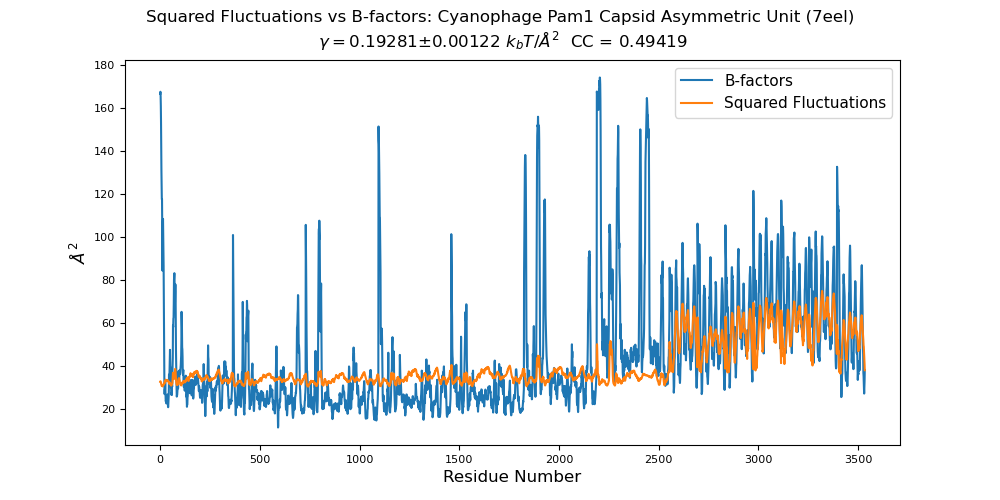 Squared Fluctuations vs B-factors: Cyanophage Pam1 Capsid Asymmetric Unit (7eel)
γ = 0.19281±0.00122 k_bT/Å²  CC = 0.49419
180
160
140
120
100
80
60
40
20
Å²
B-factors
Squared Fluctuations
0 500 1000 1500 2000 2500 3000 3500
Residue Number